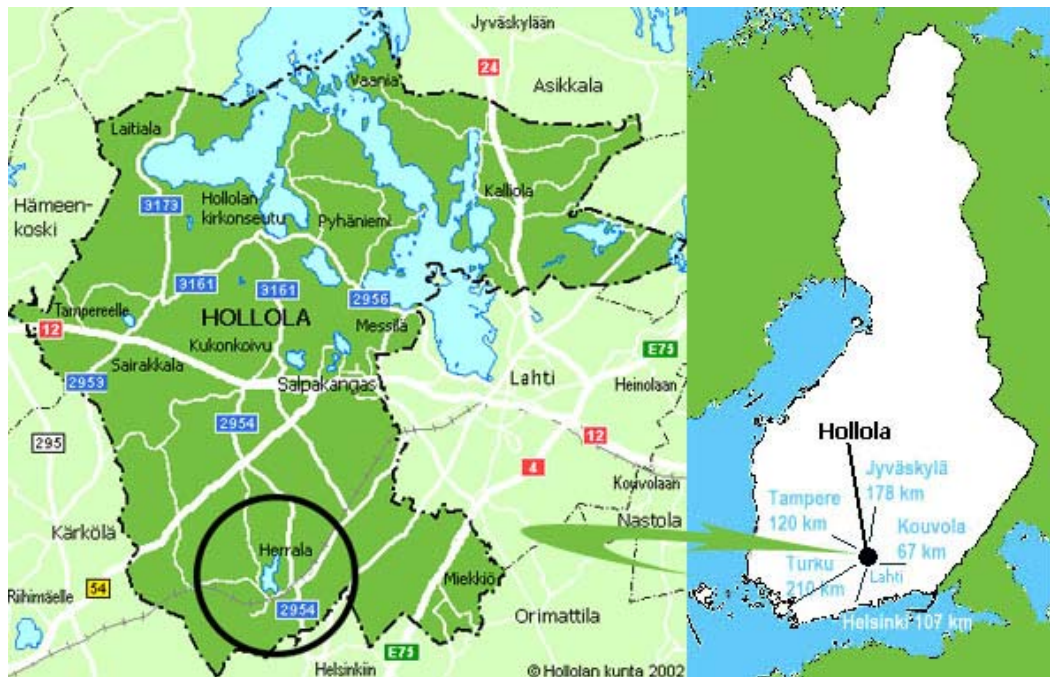 Jyväskylään
24
Asikkala
Vaania
Laitiala
Kalliola
Hämeen-
koski
3173
Hollolan
kirkonseutu
Pyhäniemi
3161
3161
2956
Tampereelle
HOLLOLA
Messilä
12
Kukonkoivu
E75
Sairakkala
Lahti
2953
Salpakangas
Heinolaan
2954
295
12
4
Kouvolaan
Nastola
Kärkölä
Herrala
Miekkiö
54
Riihimäelle
2954
Orimattila
E75
Helsinkiin
© Hollolan kunta 2002
Hollola
Jyväskylä
178 km
Tampere
120 km
Kouvola
67 km
Turku
210 km
Lahti
Helsinki 107 km